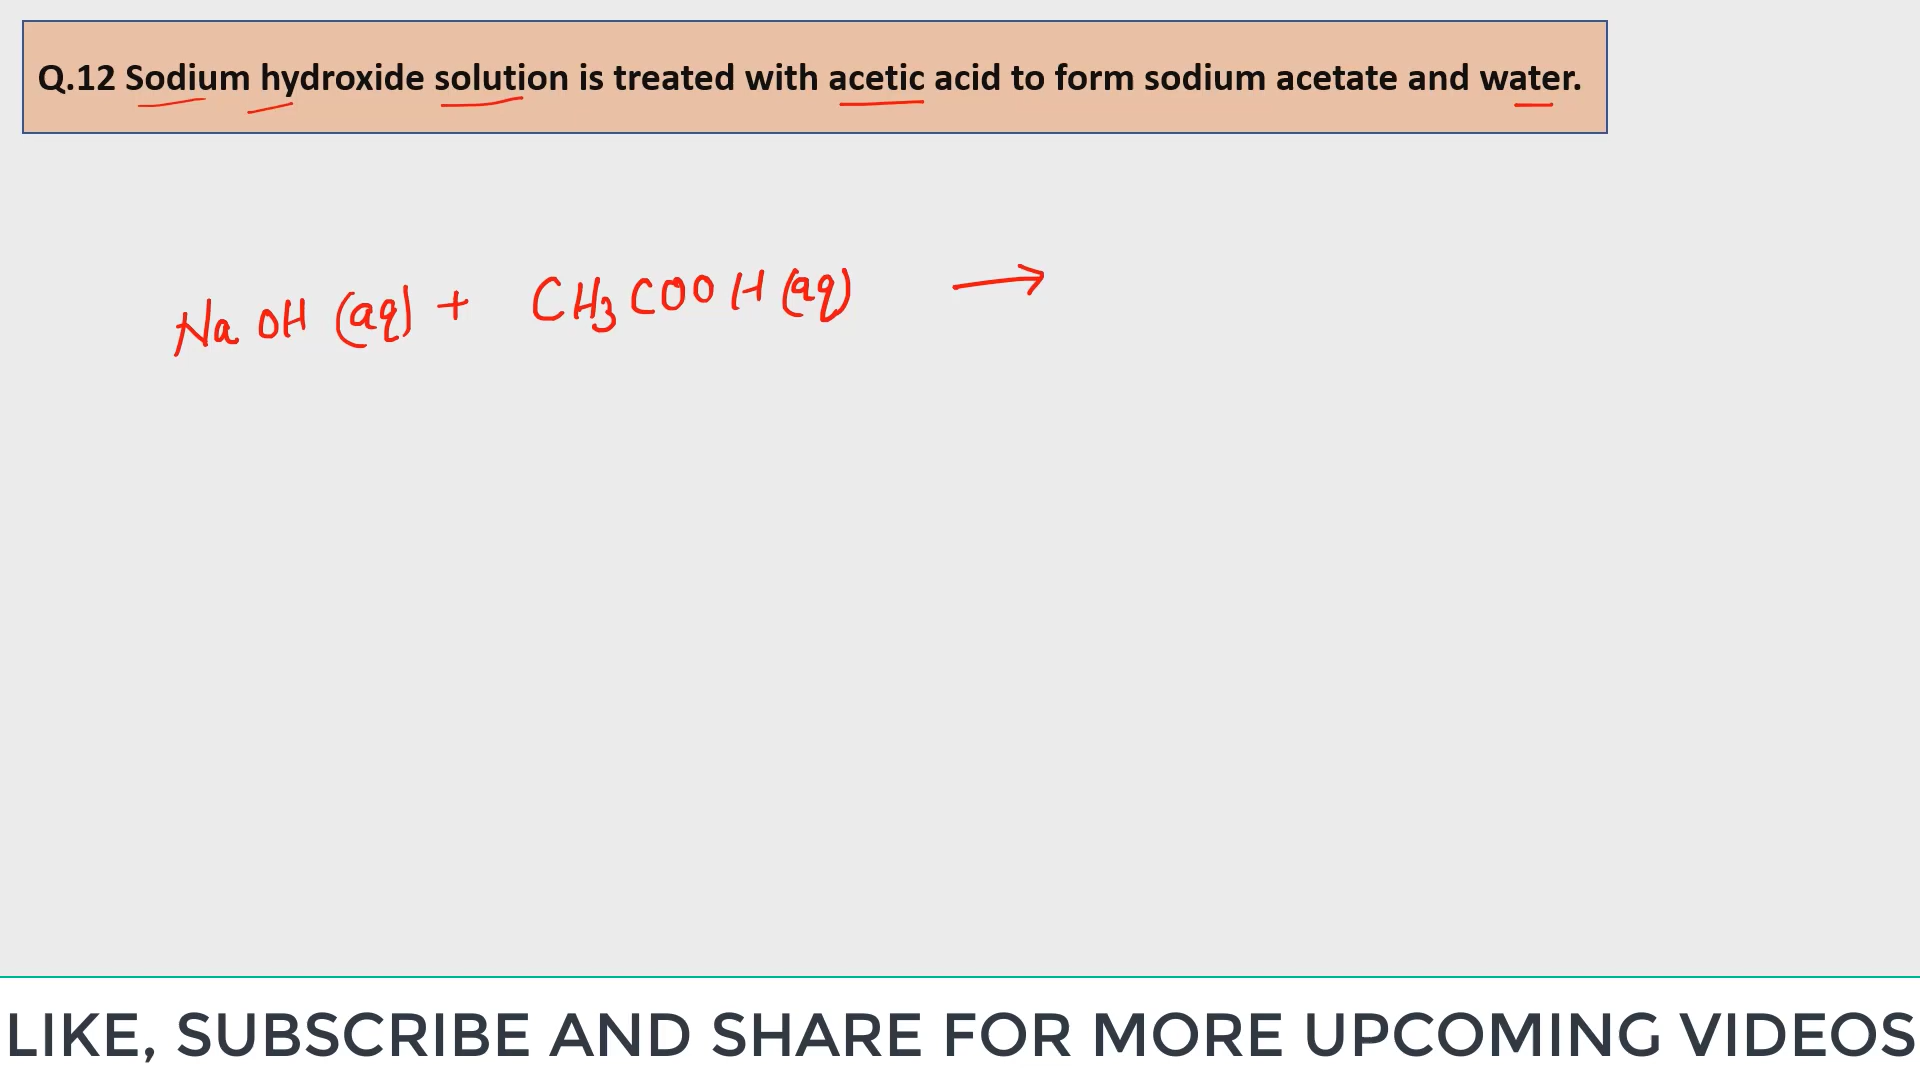 Q.12 Sodium hydroxide solution is treated with acetic acid to form sodium acetate and water.
NaOH (aq) + CH₃COOH (aq) →
LIKE, SUBSCRIBE AND SHARE FOR MORE UPCOMING VIDEOS